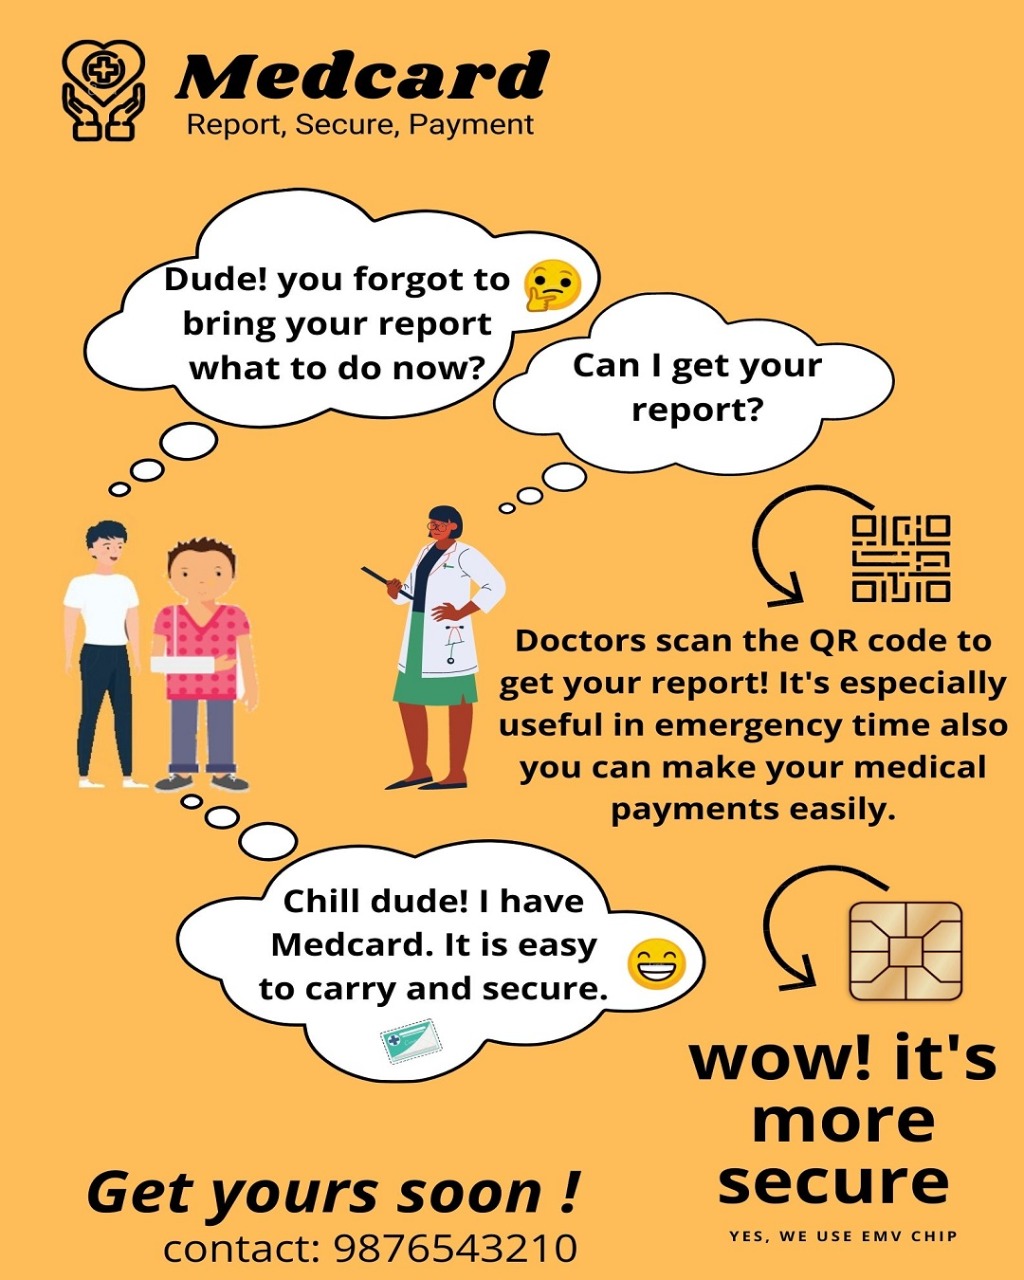 Medcard
Report, Secure, Payment
Dude! you forgot to
bring your report
what to do now?
Can I get your
report?
Doctors scan the QR code to
get your report! It's especially
useful in emergency time also
you can make your medical
payments easily.
Chill dude! I have
Medcard. It is easy
to carry and secure.
wow! it's
more
secure
YES, WE USE EMV CHIP
Get yours soon !
contact: 9876543210